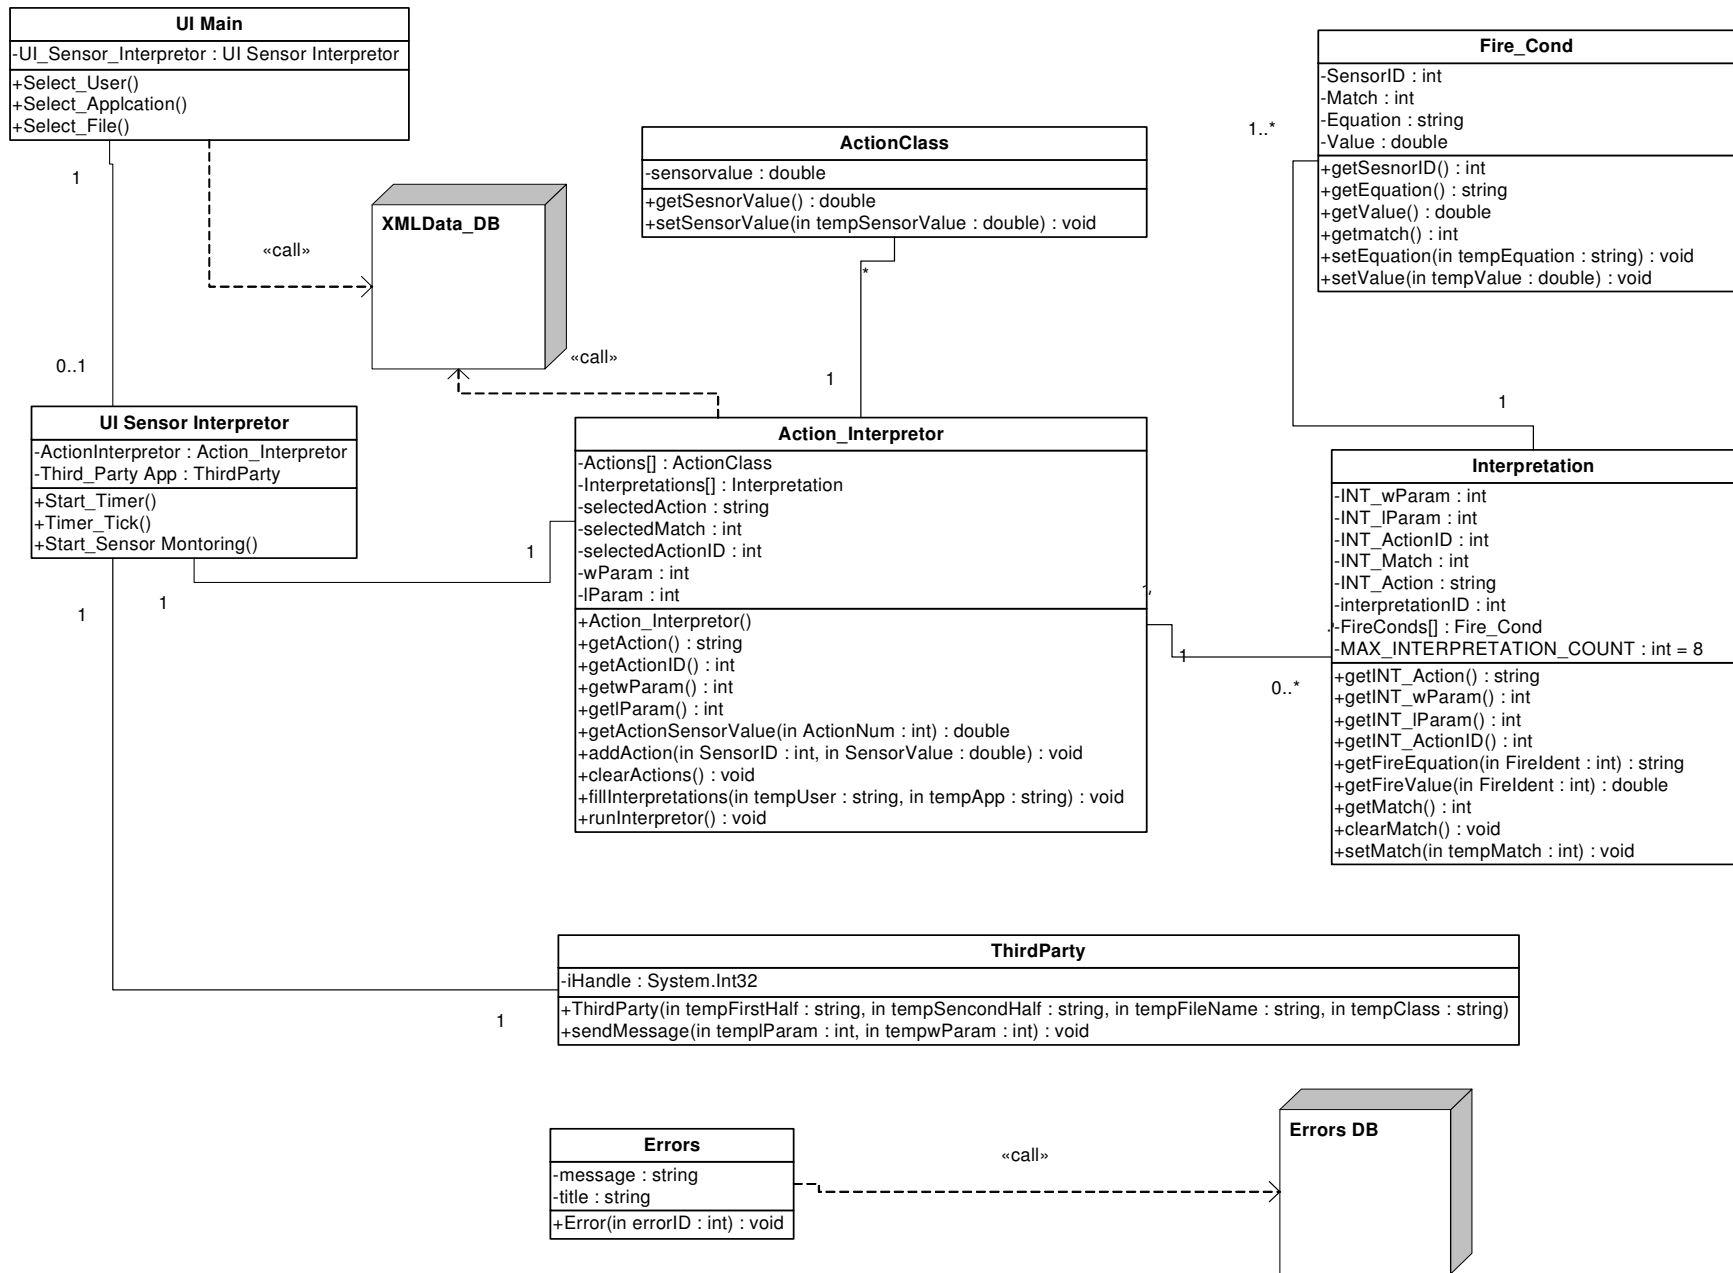 UI Main
-UI_Sensor_Interpretor : UI Sensor Interpretor
+Select_User()
+Select_Applcation()
+Select_File()
1
0..1
«call»
XMLData_DB
«call»
ActionClass
-sensorvalue : double
+getSesnorValue() : double
+setSensorValue(in tempSensorValue : double) : void
*
1
Fire_Cond
-SensorID : int
-Match : int
-Equation : string
-Value : double
+getSesnorID() : int
+getEquation() : string
+getValue() : double
+getmatch() : int
+setEquation(in tempEquation : string) : void
+setValue(in tempValue : double) : void
1..*
1
UI Sensor Interpretor
-ActionInterpretor : Action_Interpretor
-Third_Party App : ThirdParty
+Start_Timer()
+Timer_Tick()
+Start_Sensor Montoring()
1
1
1
Action_Interpretor
-Actions[] : ActionClass
-Interpretations[] : Interpretation
-selectedAction : string
-selectedMatch : int
-selectedActionID : int
-wParam : int
-lParam : int
+Action_Interpretor()
+getAction() : string
+getActionID() : int
+getwParam() : int
+getlParam() : int
+getActionSensorValue(in ActionNum : int) : double
+addAction(in SensorID : int, in SensorValue : double) : void
+clearActions() : void
+fillInterpretations(in tempUser : string, in tempApp : string) : void
+runInterpretor() : void
1
0..*
Interpretation
-INT_wParam : int
-INT_lParam : int
-INT_ActionID : int
-INT_Match : int
-INT_Action : string
-interpretationID : int
-FireConds[] : Fire_Cond
-MAX_INTERPRETATION_COUNT : int = 8
+getINT_Action() : string
+getINT_wParam() : int
+getINT_lParam() : int
+getINT_ActionID() : int
+getFireEquation(in FireIdent : int) : string
+getFireValue(in FireIdent : int) : double
+getMatch() : int
+clearMatch() : void
+setMatch(in tempMatch : int) : void
1
ThirdParty
-iHandle : System.Int32
+ThirdParty(in tempFirstHalf : string, in tempSencondHalf : string, in tempFileName : string, in tempClass : string)
+sendMessage(in templParam : int, in tempwParam : int) : void
Errors
-message : string
-title : string
+Error(in errorID : int) : void
«call»
Errors DB